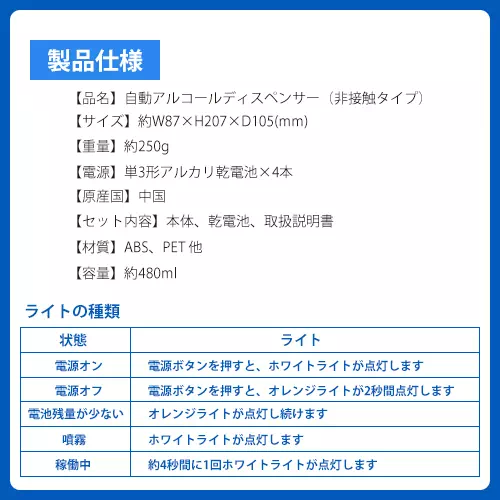 製品仕様
【品名】自動アルコールディスペンサー（非接触タイプ）
【サイズ】約W87×H207×D105(mm)
【重量】約250g
【電源】単3形アルカリ乾電池×4本
【原産国】中国
【セット内容】本体、乾電池、取扱説明書
【材質】ABS、PET 他
【容量】約480ml
ライトの種類
状態 ライト
電源オン 電源ボタンを押すと、ホワイトライトが点灯します
電源オフ 電源ボタンを押すと、オレンジライトが2秒間点灯します
電池残量が少ない オレンジライトが点灯し続けます
噴霧 ホワイトライトが点灯します
稼働中 約4秒間に1回ホワイトライトが点灯します